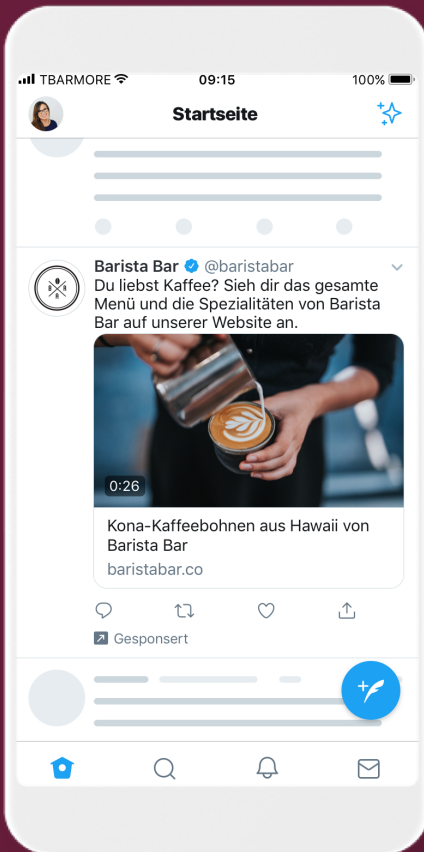 TBARMORE 09:15 100%
Startseite
Barista Bar @baristabar
Du liebst Kaffee? Sieh dir das gesamte
Menü und die Spezialitäten von Barista
Bar auf unserer Website an.
0:26
Kona-Kaffeebohnen aus Hawaii von
Barista Bar
baristabar.co
Gesponsert